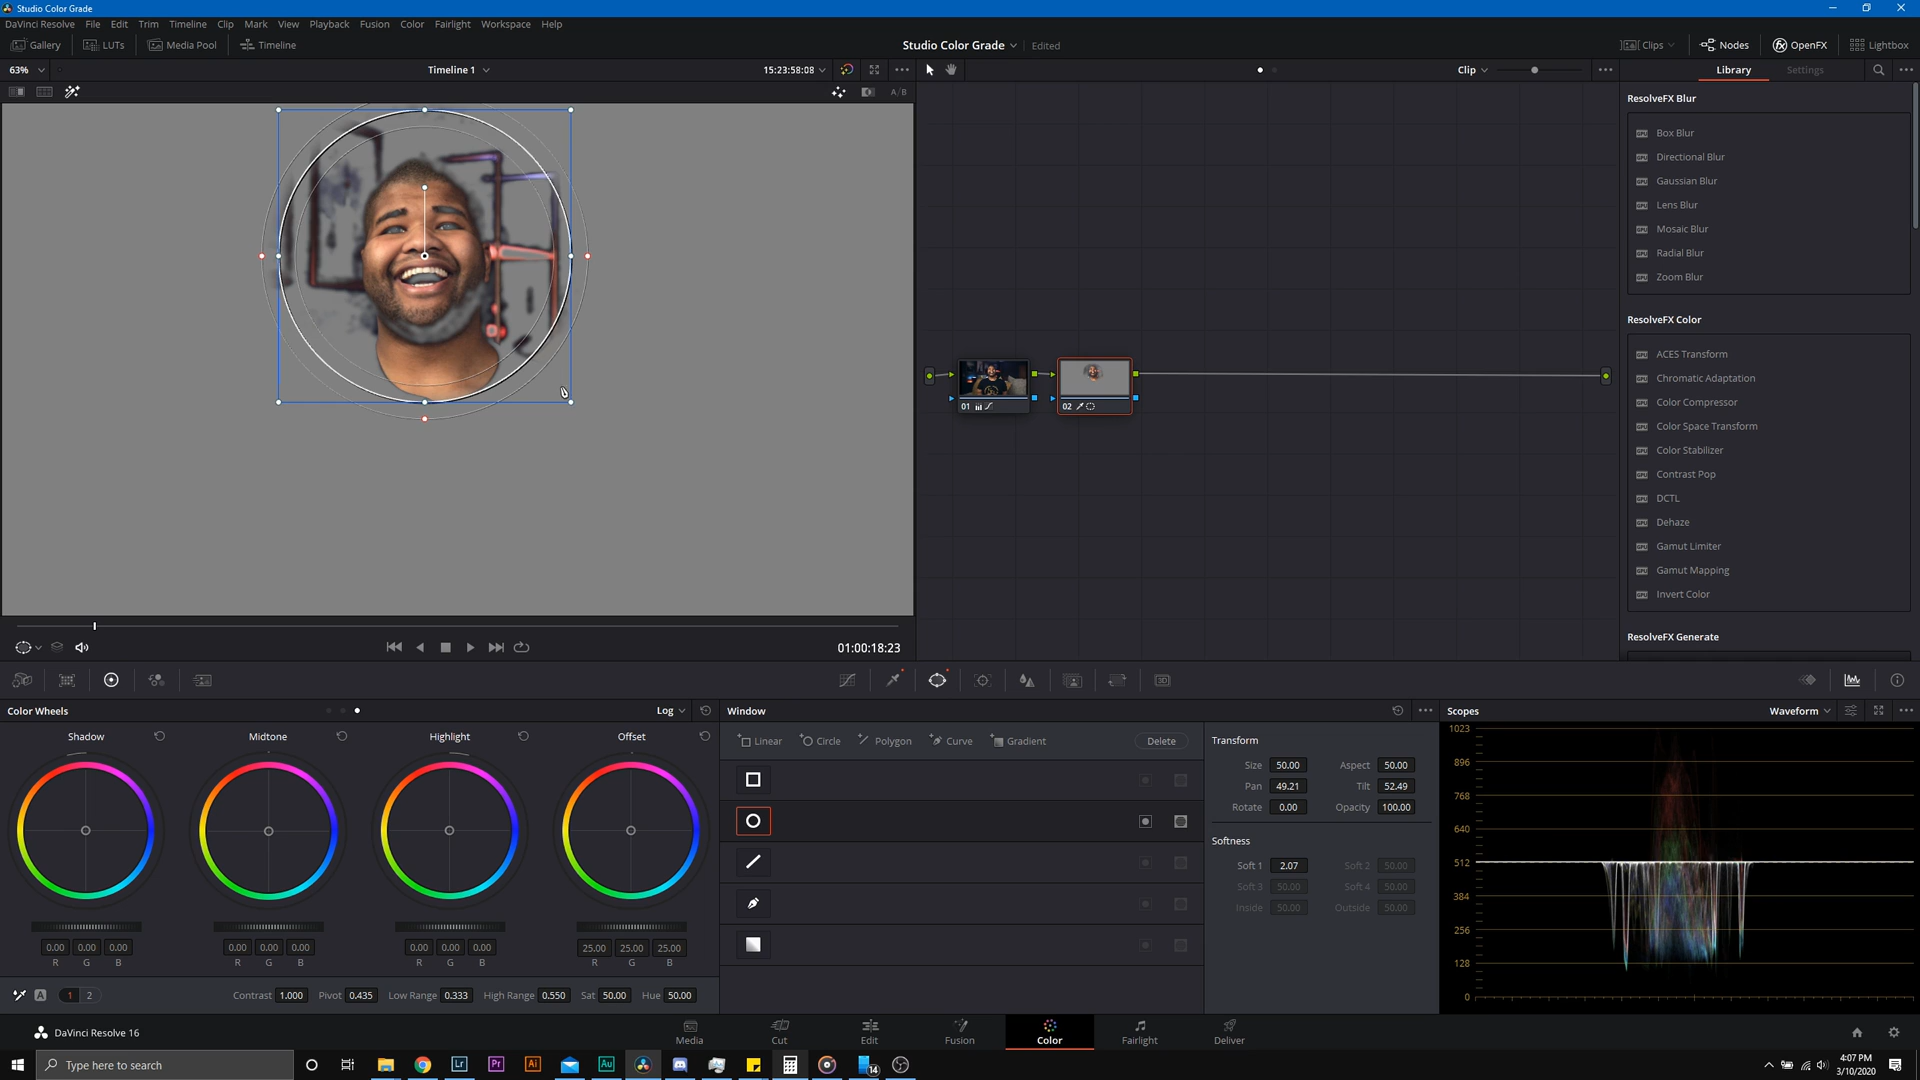 Studio Color Grade
DaVinci Resolve File Edit Trim Timeline Clip Mark View Playback Fusion Color Fairlight Workspace Help
Gallery LUTs Media Pool Timeline Studio Color Grade Edited Clips Nodes OpenFX Lightbox
63% Timeline 1 15:23:58:08 Clip Library Settings
A/B
ResolveFX Blur
Box Blur
Directional Blur
Gaussian Blur
Lens Blur
Mosaic Blur
Radial Blur
Zoom Blur
ResolveFX Color
ACES Transform
Chromatic Adaptation
Color Compressor
Color Space Transform
Color Stabilizer
Contrast Pop
DCTL
Dehaze
Gamut Limiter
Gamut Mapping
Invert Color
ResolveFX Generate
01 02
01:00:18:23
3D
Color Wheels Log Window Scopes Waveform
Shadow Midtone Highlight Offset
0.00 0.00 0.00 0.00 0.00 0.00 0.00 0.00 0.00 25.00 25.00 25.00
R G B R G B R G B R G B
A 1 2 Contrast 1.000 Pivot 0.435 Low Range 0.333 High Range 0.550 Sat 50.00 Hue 50.00
Linear Circle Polygon Curve Gradient Delete
Transform
Size 50.00 Aspect 50.00
Pan 49.21 Tilt 52.49
Rotate 0.00 Opacity 100.00
Softness
Soft 1 2.07 Soft 2 50.00
Soft 3 50.00 Soft 4 50.00
Inside 50.00 Outside 50.00
1023
896
768
640
512
384
256
128
0
DaVinci Resolve 16 Media Cut Edit Fusion Color Fairlight Deliver
Type here to search Lr Pr Ai Au 14 4:07 PM
3/10/2020